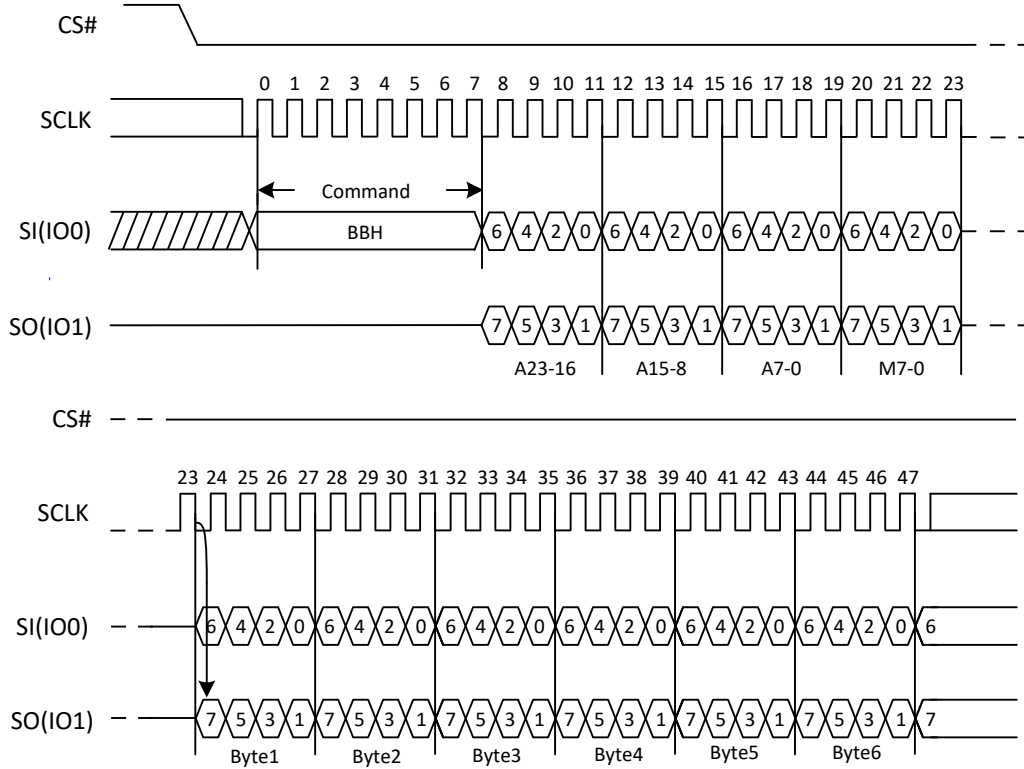 CS#
0 1 2 3 4 5 6 7 8 9 10 11 12 13 14 15 16 17 18 19 20 21 22 23
SCLK
Command
SI(IO0) BBH 6 4 2 0 6 4 2 0 6 4 2 0 6 4 2 0
SO(IO1) 7 5 3 1 7 5 3 1 7 5 3 1 7 5 3 1
A23-16 A15-8 A7-0 M7-0
CS#
23 24 25 26 27 28 29 30 31 32 33 34 35 36 37 38 39 40 41 42 43 44 45 46 47
SCLK
SI(IO0) 6 4 2 0 6 4 2 0 6 4 2 0 6 4 2 0 6 4 2 0 6 4 2 0 6
SO(IO1) 7 5 3 1 7 5 3 1 7 5 3 1 7 5 3 1 7 5 3 1 7 5 3 1 7
Byte1 Byte2 Byte3 Byte4 Byte5 Byte6